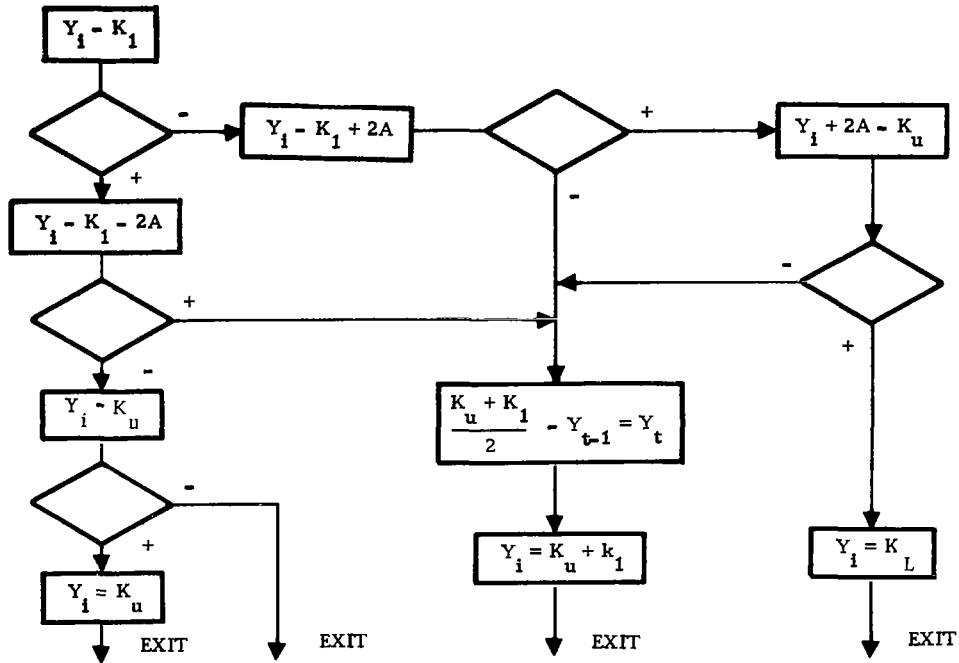 Y_i - K_1
-
Y_i - K_1 + 2A
+
Y_i + 2A - K_u
+
Y_i - K_1 - 2A
-
-
+
+
-
Y_i - K_u
K_u + K_1
2
- Y_{t-1} = Y_t
-
+
Y_i = K_u + k_1
Y_i = K_L
Y_i = K_u
EXIT
EXIT
EXIT
EXIT